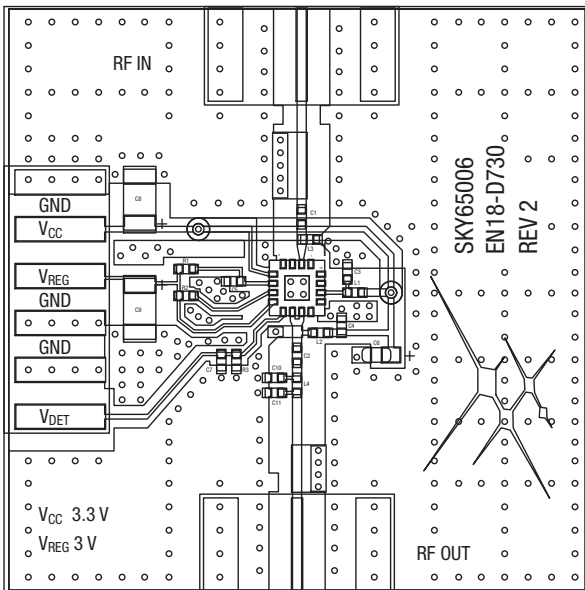 RF IN
SKY65006
EN18-D730
REV 2
GND
VCC
VREG
GND
GND
VDET
C8
+
C1
L3
R1
R2
C3
L1
+
C9
C4
L2
C6
+
C7
R3
C2
C10
L4
C11
VCC 3.3 V
VREG 3 V
RF OUT